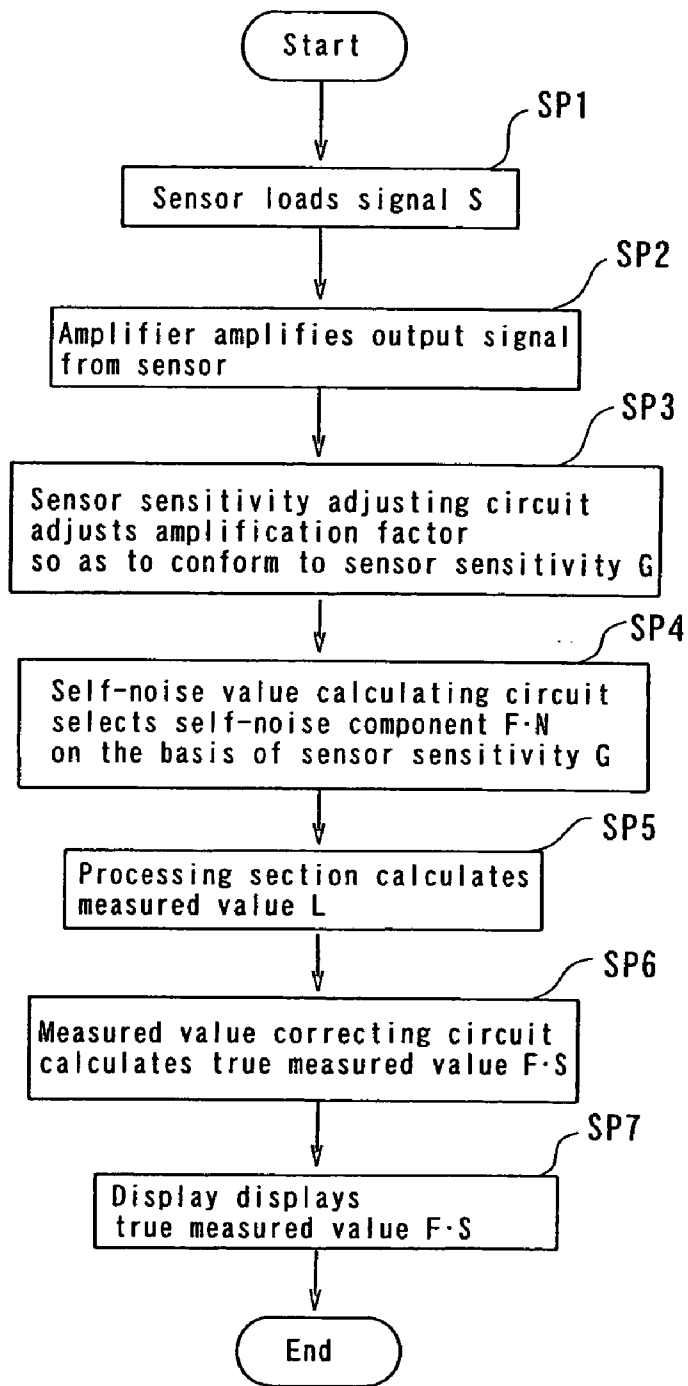 Start
SP1
Sensor loads signal S
SP2
Amplifier amplifies output signal
from sensor
SP3
Sensor sensitivity adjusting circuit
adjusts amplification factor
so as to conform to sensor sensitivity G
SP4
Self-noise value calculating circuit
selects self-noise component F·N
on the basis of sensor sensitivity G
SP5
Processing section calculates
measured value L
SP6
Measured value correcting circuit
calculates true measured value F·S
SP7
Display displays
true measured value F·S
End